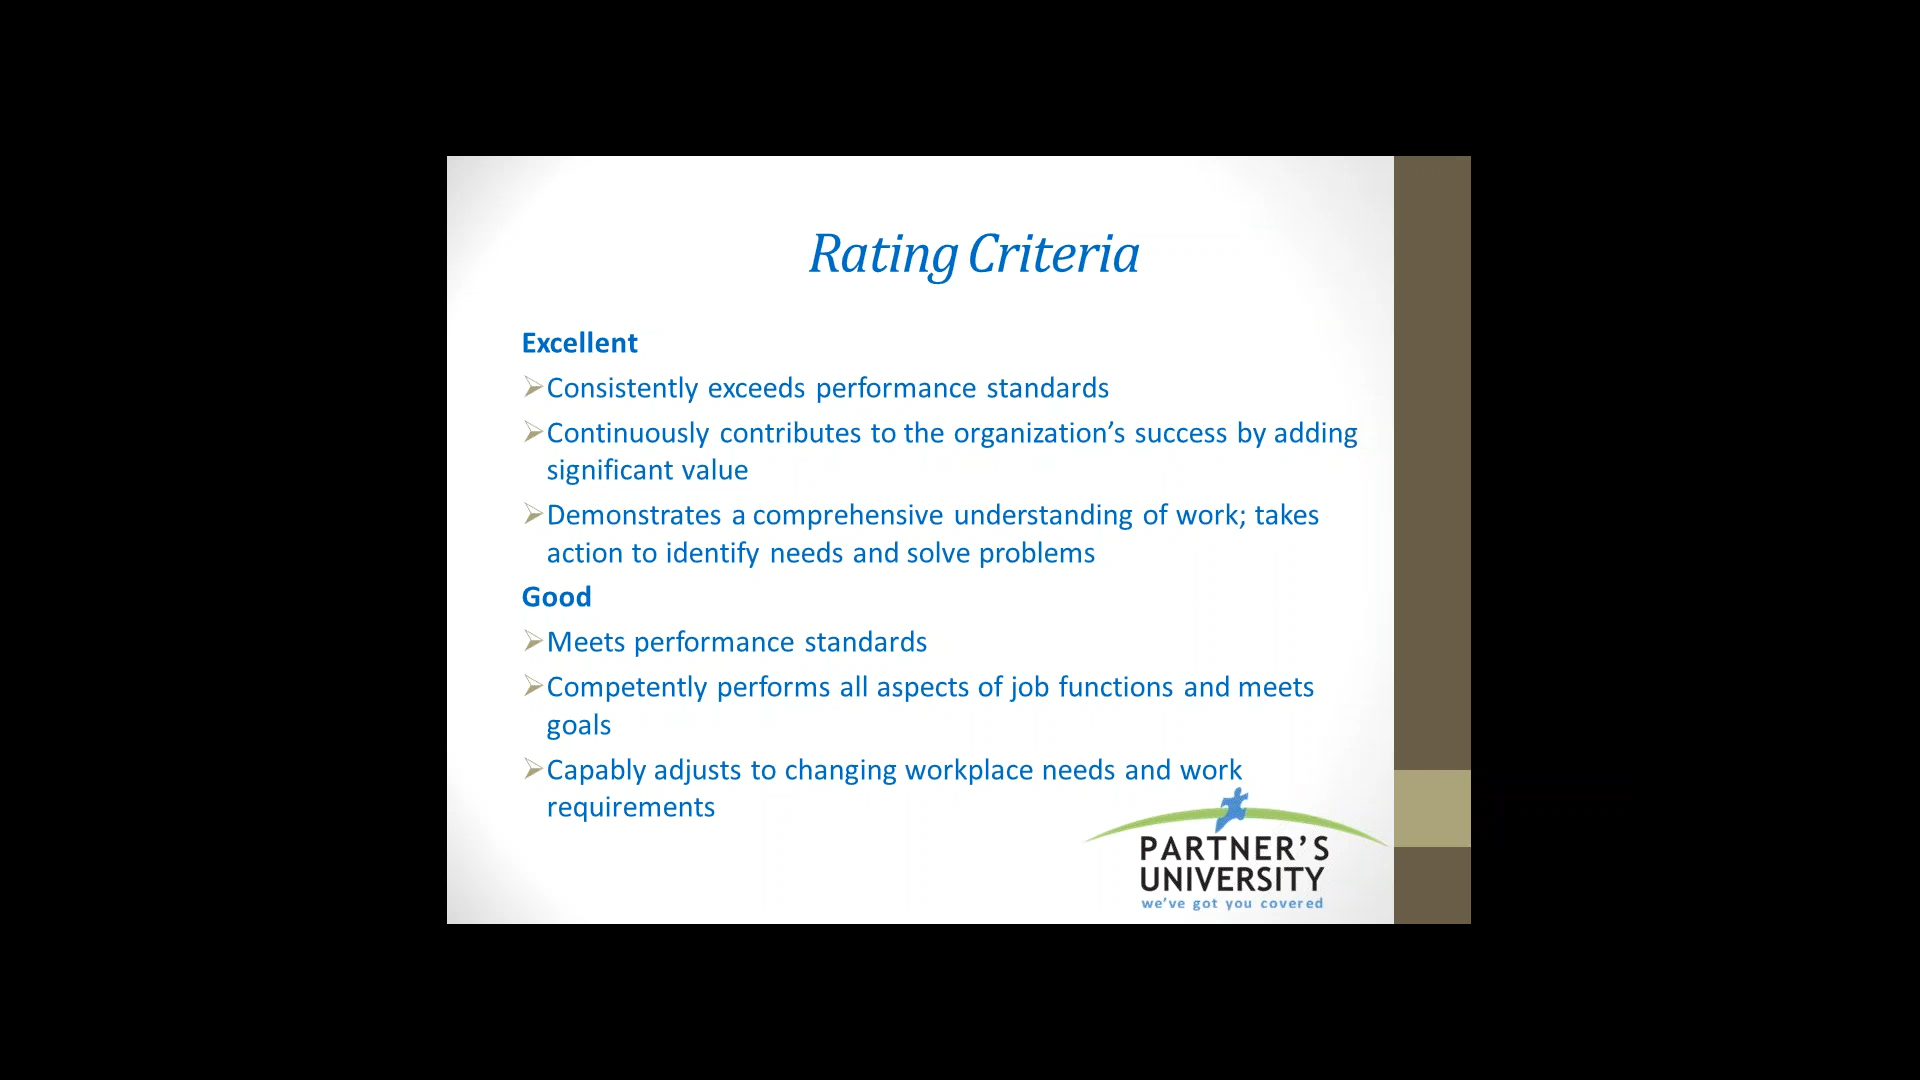 Rating Criteria
Excellent
➢Consistently exceeds performance standards
➢Continuously contributes to the organization’s success by adding
significant value
➢Demonstrates a comprehensive understanding of work; takes
action to identify needs and solve problems
Good
➢Meets performance standards
➢Competently performs all aspects of job functions and meets
goals
➢Capably adjusts to changing workplace needs and work
requirements
PARTNER’S
UNIVERSITY
we’ve got you covered